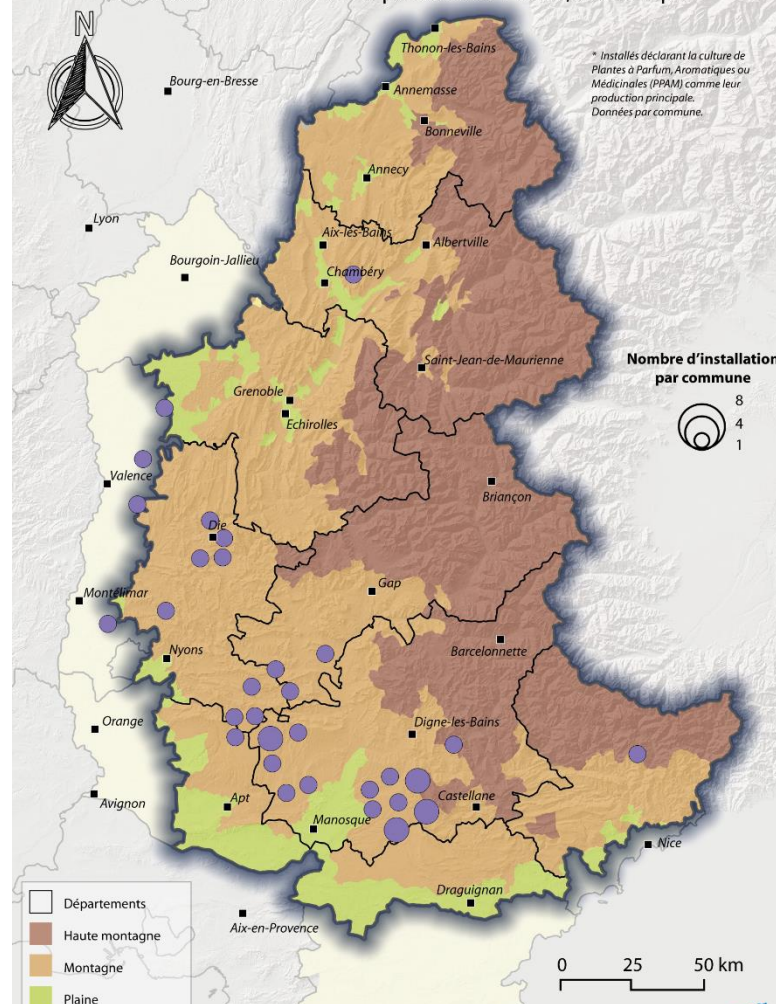 Thonon-les-Bains
* Installés déclarant la culture de
Plantes à Parfum, Aromatiques ou
Médicinales (PPAM) comme leur
production principale.
Données par commune.
Bourg-en-Bresse
Annemasse
Bonneville
Annecy
Lyon
Aix-les-Bains
Albertville
Bourgoin-Jallieu
Chambéry
Saint-Jean-de-Maurienne
Nombre d'installation
par commune
8
4
1
Grenoble
Echirolles
Valence
Briançon
Die
Montélimar
Gap
Barcelonnette
Nyons
Orange
Digne-les-Bains
Avignon
Apt
Castellane
Manosque
Nice
Draguignan
Aix-en-Provence
Départements
Haute montagne
Montagne
Plaine
0 25 50 km